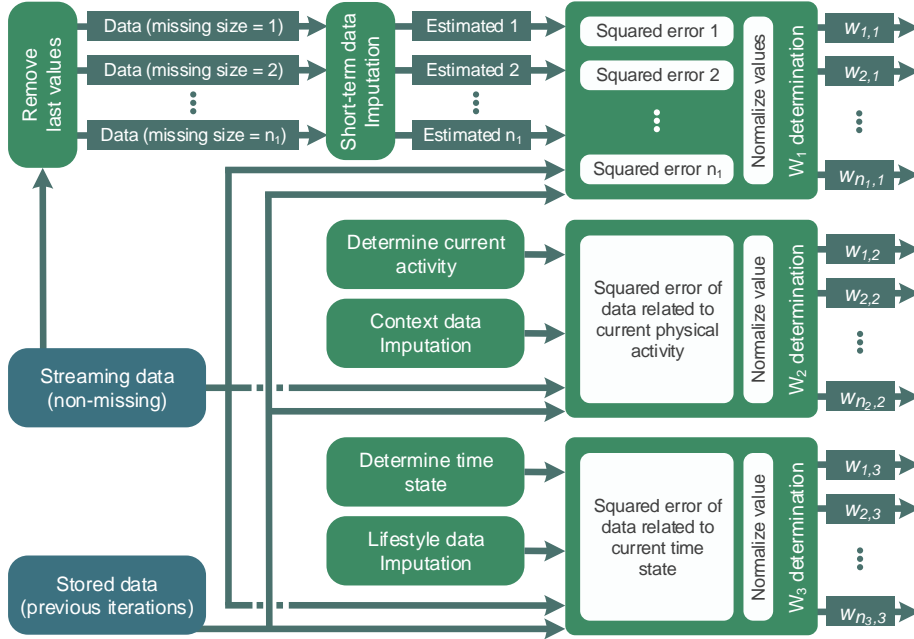 Remove
last values
Data (missing size = 1)
Data (missing size = 2)
Data (missing size = n₁)
Short-term data
Imputation
Estimated 1
Estimated 2
Estimated n₁
Squared error 1
Squared error 2
Squared error n₁
Normalize values
W₁ determination
w₁,₁
w₂,₁
wₙ₁,₁
Determine current
activity
Context data
Imputation
Squared error of
data related to
current physical
activity
Normalize value
W₂ determination
w₁,₂
w₂,₂
wₙ₂,₂
Streaming data
(non-missing)
Determine time
state
Lifestyle data
Imputation
Squared error of
data related to
current time
state
Normalize value
W₃ determination
w₁,₃
w₂,₃
wₙ₃,₃
Stored data
(previous iterations)